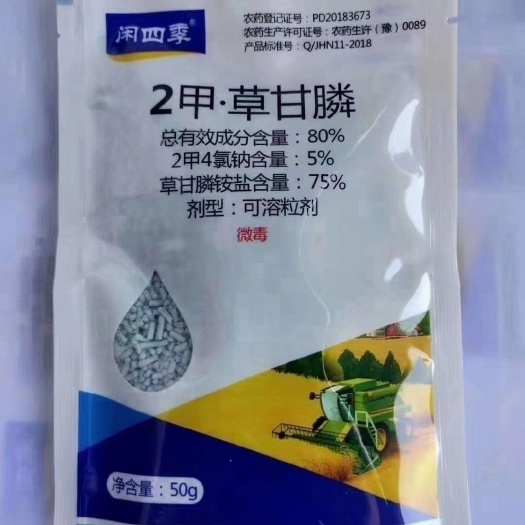 闲四季®
农药登记证号：PD20183673
农药生产许可证号：农药生许（豫）0089
产品标准号：Q/JHN11-2018
2甲·草甘膦
总有效成分含量：80%
2甲4氯钠含量：5%
草甘膦铵盐含量：75%
剂型：可溶粒剂
微毒
净含量：50g